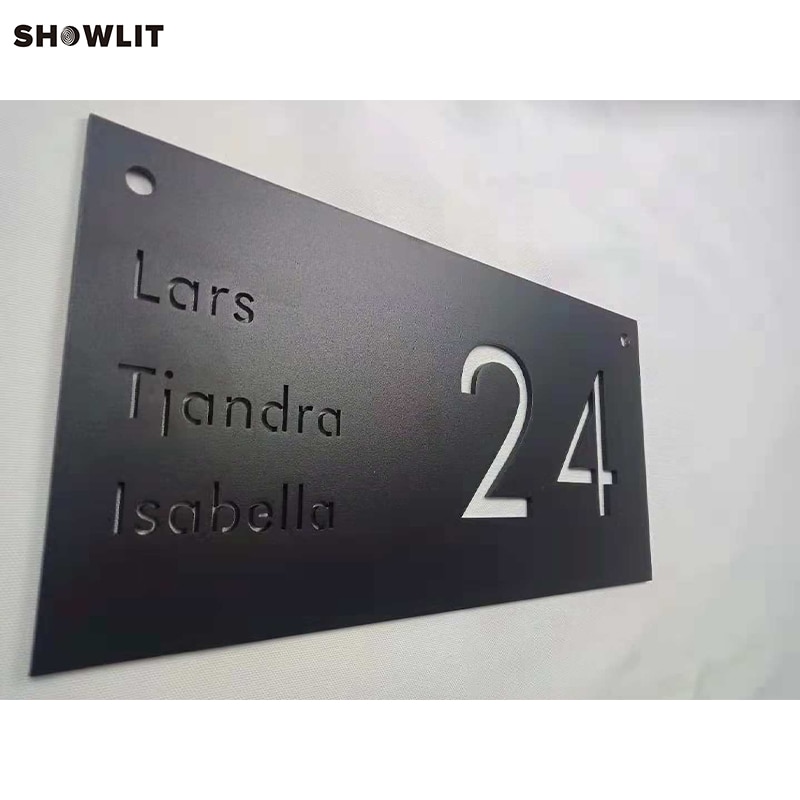 SHOWLIT
Lars
Tjandra
Isabella
24